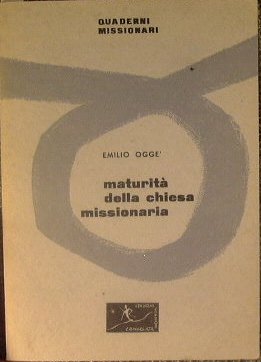 QUADERNI
MISSIONARI
EMILIO OGGE'
maturità
della chiesa
missionaria